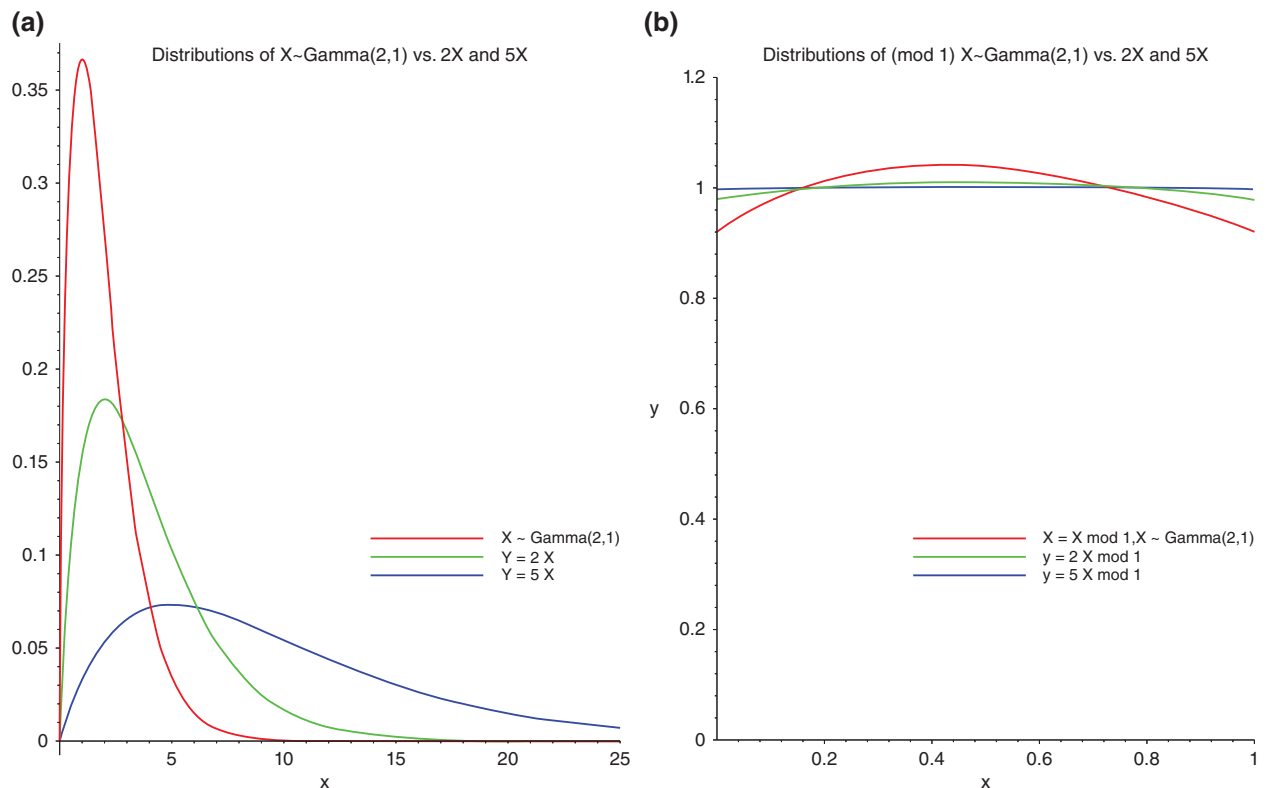 (a)
Distributions of X~Gamma(2,1) vs. 2X and 5X
0.35
0.3
0.25
0.2
0.15
0.1
0.05
0
5
10
15
20
25
x
X ~ Gamma(2,1)
Y = 2 X
Y = 5 X
(b)
Distributions of (mod 1) X~Gamma(2,1) vs. 2X and 5X
1.2
1
0.8
y
0.6
0.4
0.2
0
0.2
0.4
0.6
0.8
1
x
X = X mod 1,X ~ Gamma(2,1)
y = 2 X mod 1
y = 5 X mod 1